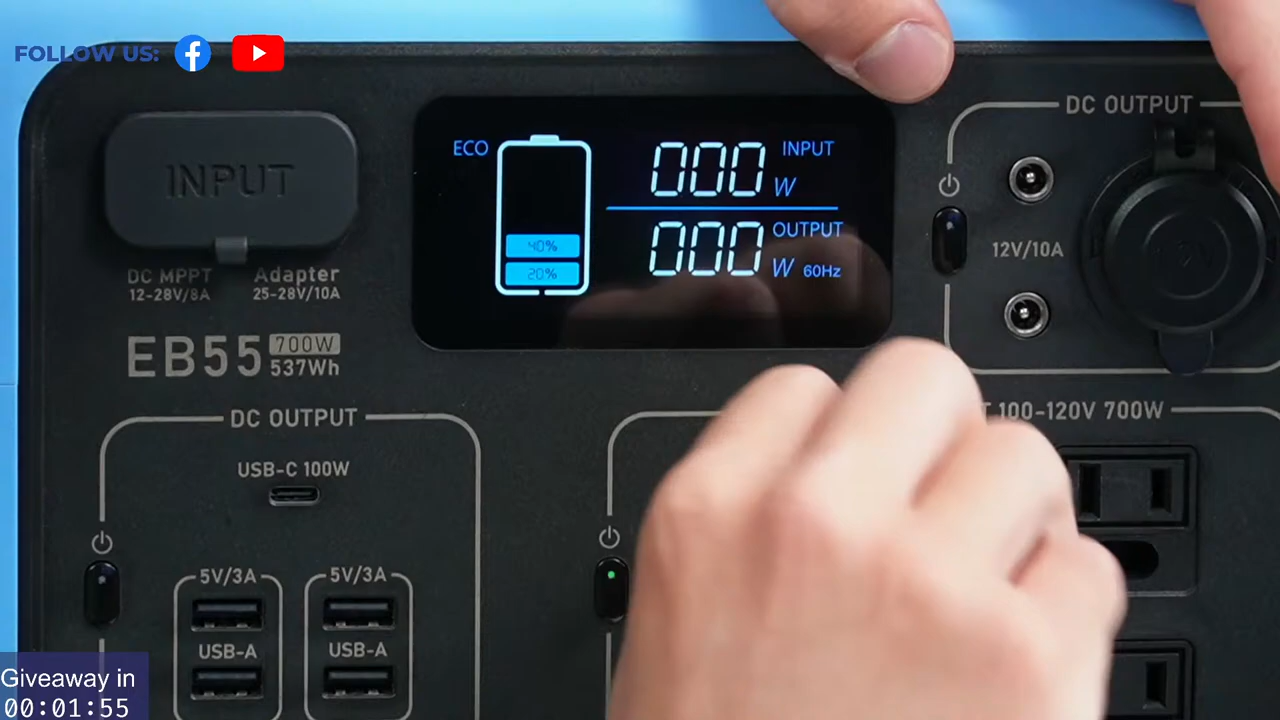 FOLLOW US:
INPUT
DC MPPT
12-28V/8A
Adapter
25-28V/10A
EB55
700W
537Wh
ECO
40%
20%
000 W INPUT
000 W OUTPUT
60Hz
DC OUTPUT
12V/10A
DC OUTPUT
USB-C 100W
5V/3A
5V/3A
USB-A
USB-A
100-120V 700W
Giveaway in
00:01:55